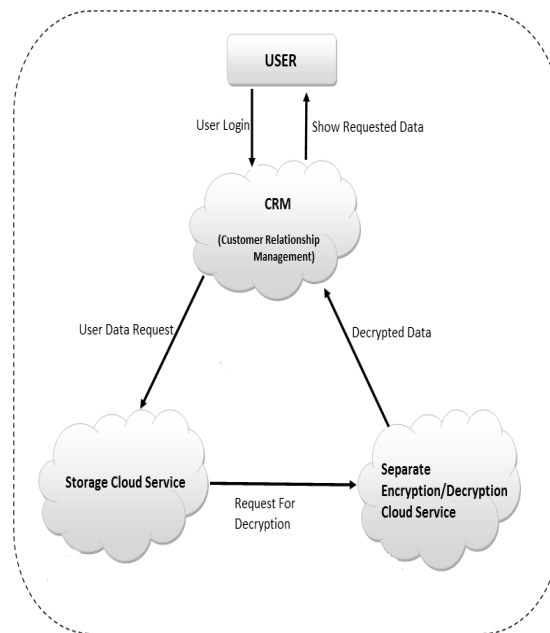 USER
User Login
Show Requested Data
CRM
(Customer Relationship
Management)
User Data Request
Decrypted Data
Storage Cloud Service
Separate
Encryption/Decryption
Cloud Service
Request For
Decryption